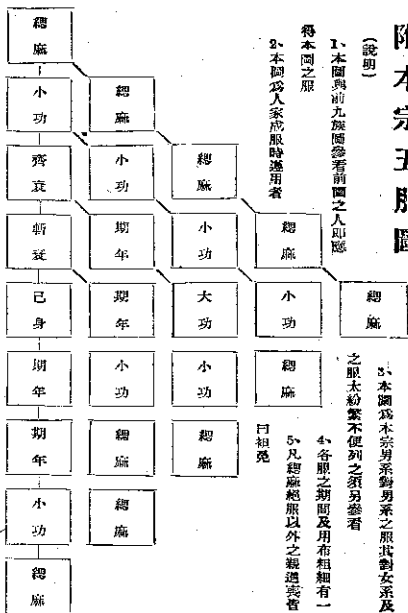 附本宗五服圖
(說明)
1、本圖與前九族圖參看前圖之人即應
得本圖之服
2、本圖爲人家成服時遵用者
3、本圖爲本宗男系對男系之服其對女系及
之服太紛繁不便列之須另參看
4、各服之期間及用布粗細有一
5、凡緦麻絕服以外之親遇喪皆
曰袒免
緦麻
小功
齊衰
斬衰
己身
期年
期年
小功
緦麻
緦麻
小功
期年
期年
小功
緦麻
緦麻
緦麻
小功
大功
小功
緦麻
緦麻
小功
緦麻
緦麻